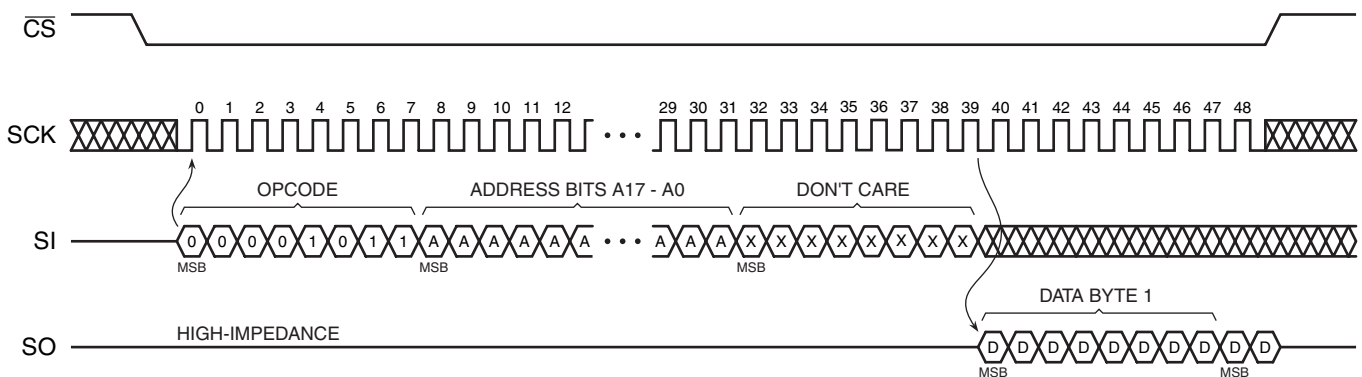 CS
0 1 2 3 4 5 6 7 8 9 10 11 12 29 30 31 32 33 34 35 36 37 38 39 40 41 42 43 44 45 46 47 48
SCK
OPCODE ADDRESS BITS A17 - A0 DON'T CARE
SI 0 0 0 0 1 0 1 1 A A A A A A • • • A A A X X X X X X X X
MSB MSB MSB
DATA BYTE 1
HIGH-IMPEDANCE
SO D D D D D D D D D D
MSB MSB